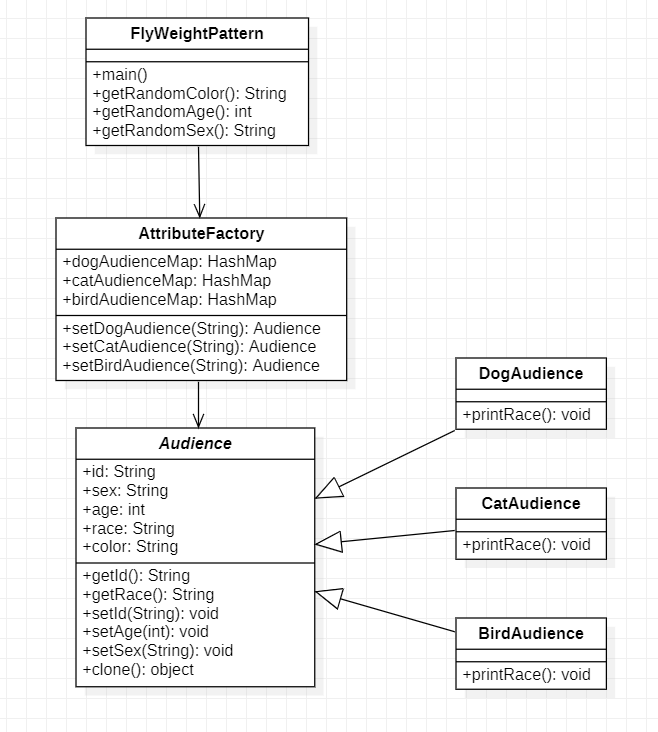 FlyWeightPattern
+main()
+getRandomColor(): String
+getRandomAge(): int
+getRandomSex(): String
AttributeFactory
+dogAudienceMap: HashMap
+catAudienceMap: HashMap
+birdAudienceMap: HashMap
+setDogAudience(String): Audience
+setCatAudience(String): Audience
+setBirdAudience(String): Audience
Audience
+id: String
+sex: String
+age: int
+race: String
+color: String
+getId(): String
+getRace(): String
+setId(String): void
+setAge(int): void
+setSex(String): void
+clone(): object
DogAudience
+printRace(): void
CatAudience
+printRace(): void
BirdAudience
+printRace(): void